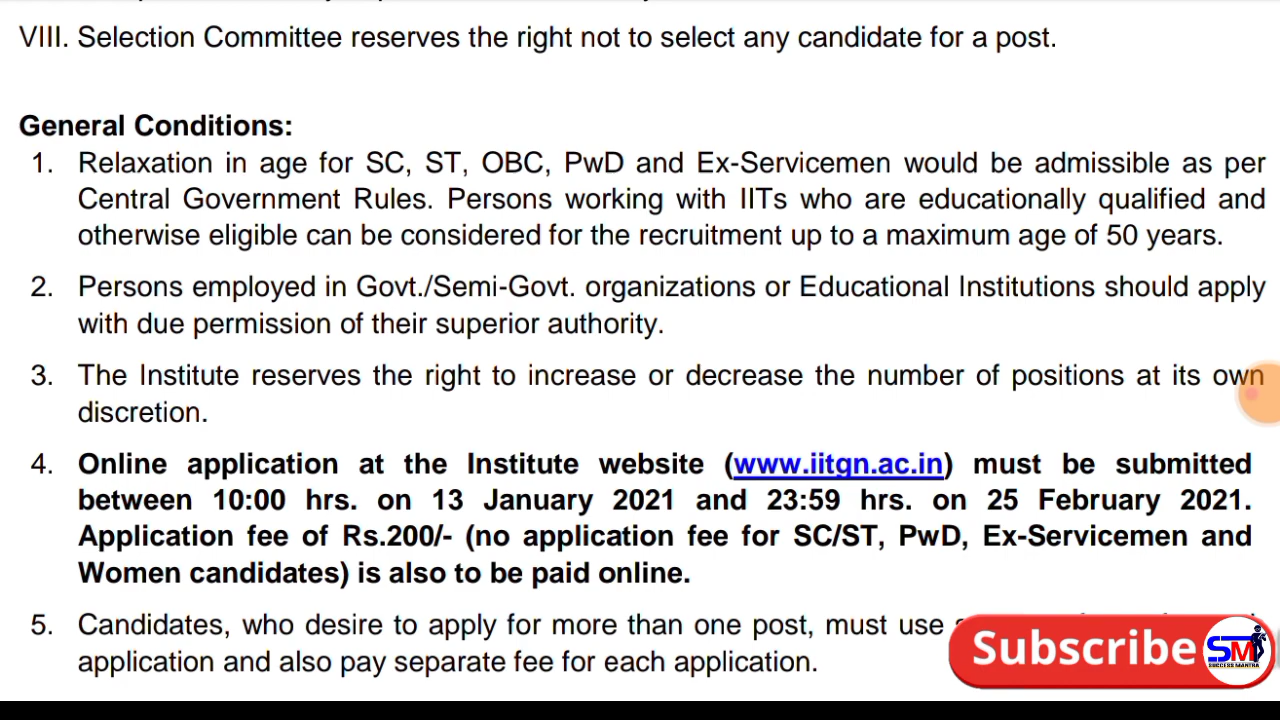 VIII. Selection Committee reserves the right not to select any candidate for a post.
General Conditions:
1. Relaxation in age for SC, ST, OBC, PwD and Ex-Servicemen would be admissible as per
Central Government Rules. Persons working with IITs who are educationally qualified and
otherwise eligible can be considered for the recruitment up to a maximum age of 50 years.
2. Persons employed in Govt./Semi-Govt. organizations or Educational Institutions should apply
with due permission of their superior authority.
3. The Institute reserves the right to increase or decrease the number of positions at its own
discretion.
4. Online application at the Institute website (www.iitgn.ac.in) must be submitted
between 10:00 hrs. on 13 January 2021 and 23:59 hrs. on 25 February 2021.
Application fee of Rs.200/- (no application fee for SC/ST, PwD, Ex-Servicemen and
Women candidates) is also to be paid online.
5. Candidates, who desire to apply for more than one post, must use
application and also pay separate fee for each application.
Subscribe
SM
SUCCESS MANTRA